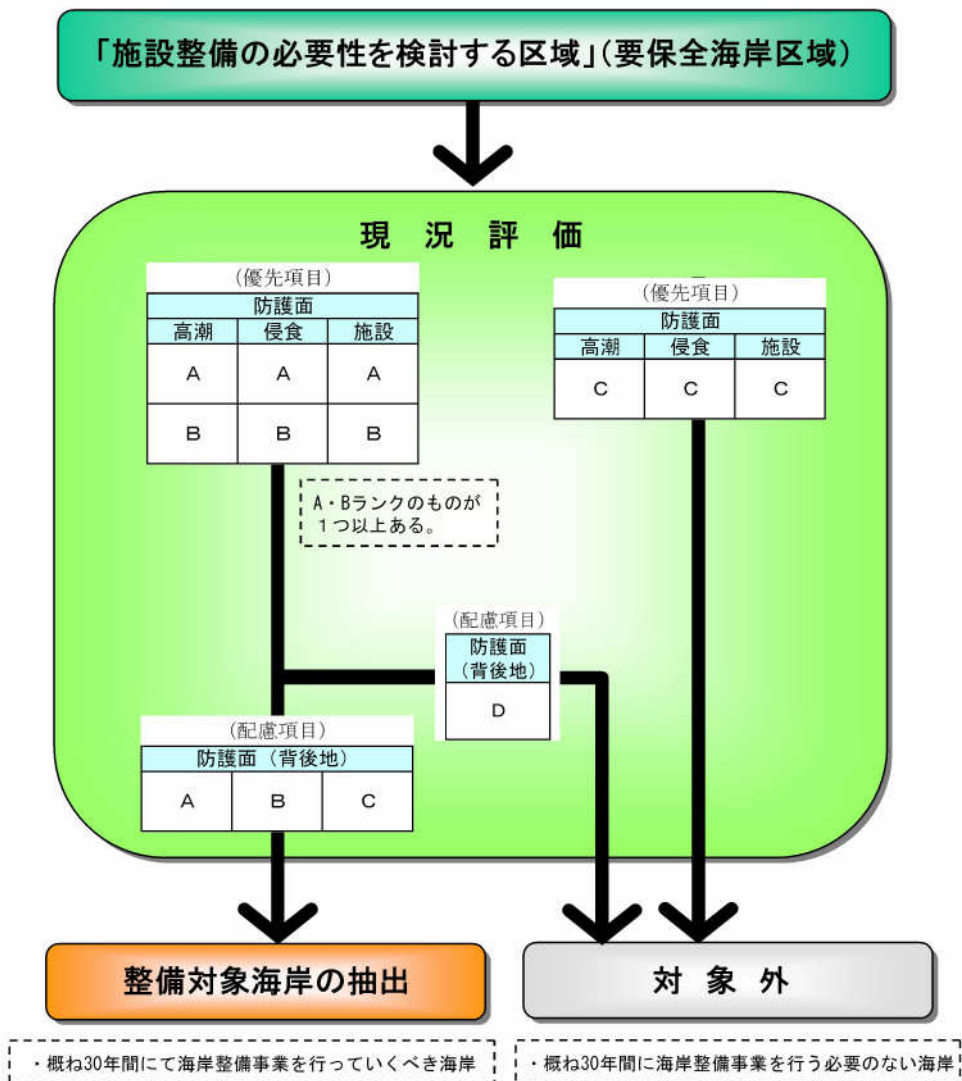 「施設整備の必要性を検討する区域」(要保全海岸区域)
現 況 評 価
(優先項目)
防護面
高潮 侵食 施設
A A A
B B B
(優先項目)
防護面
高潮 侵食 施設
C C C
A・Bランクのものが
1つ以上ある。
(配慮項目)
防護面
(背後地)
D
(配慮項目)
防護面(背後地)
A B C
整備対象海岸の抽出
対 象 外
・概ね30年間にて海岸整備事業を行っていくべき海岸
・概ね30年間に海岸整備事業を行う必要のない海岸